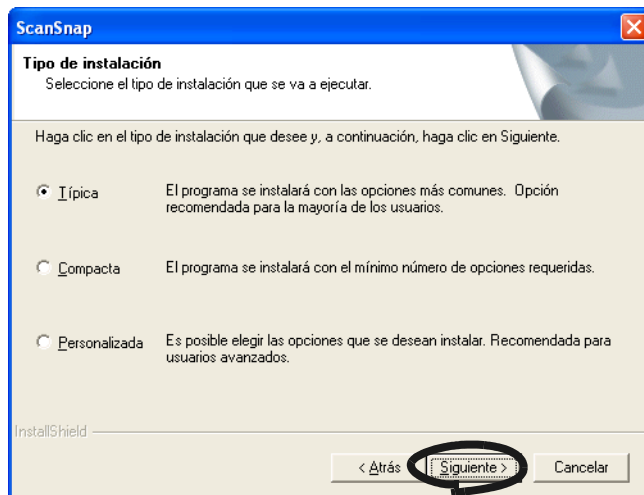 ScanSnap
Tipo de instalación
Seleccione el tipo de instalación que se va a ejecutar.
Haga clic en el tipo de instalación que desee y, a continuación, haga clic en Siguiente.
Típica
El programa se instalará con las opciones más comunes. Opción
recomendada para la mayoría de los usuarios.
Compacta
El programa se instalará con el mínimo número de opciones requeridas.
Personalizada
Es posible elegir las opciones que se desean instalar. Recomendada para
usuarios avanzados.
InstallShield
< Atrás
Siguiente >
Cancelar